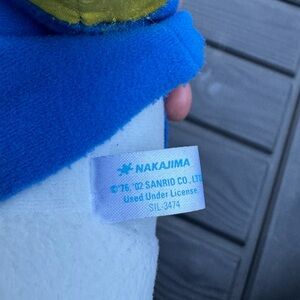 NAKAJIMA
©'76, '02 SANRIO CO., LTD
Used Under License
SIL-3474